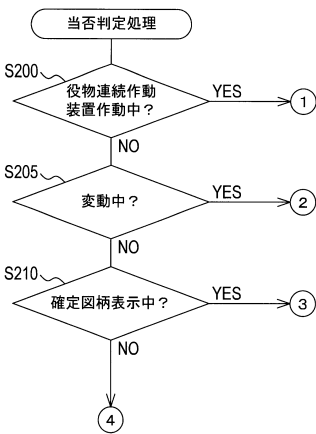 当否判定処理
S200
役物連続作動
装置作動中?
YES
1
NO
S205
変動中?
YES
2
NO
S210
確定図柄表示中?
YES
3
NO
4